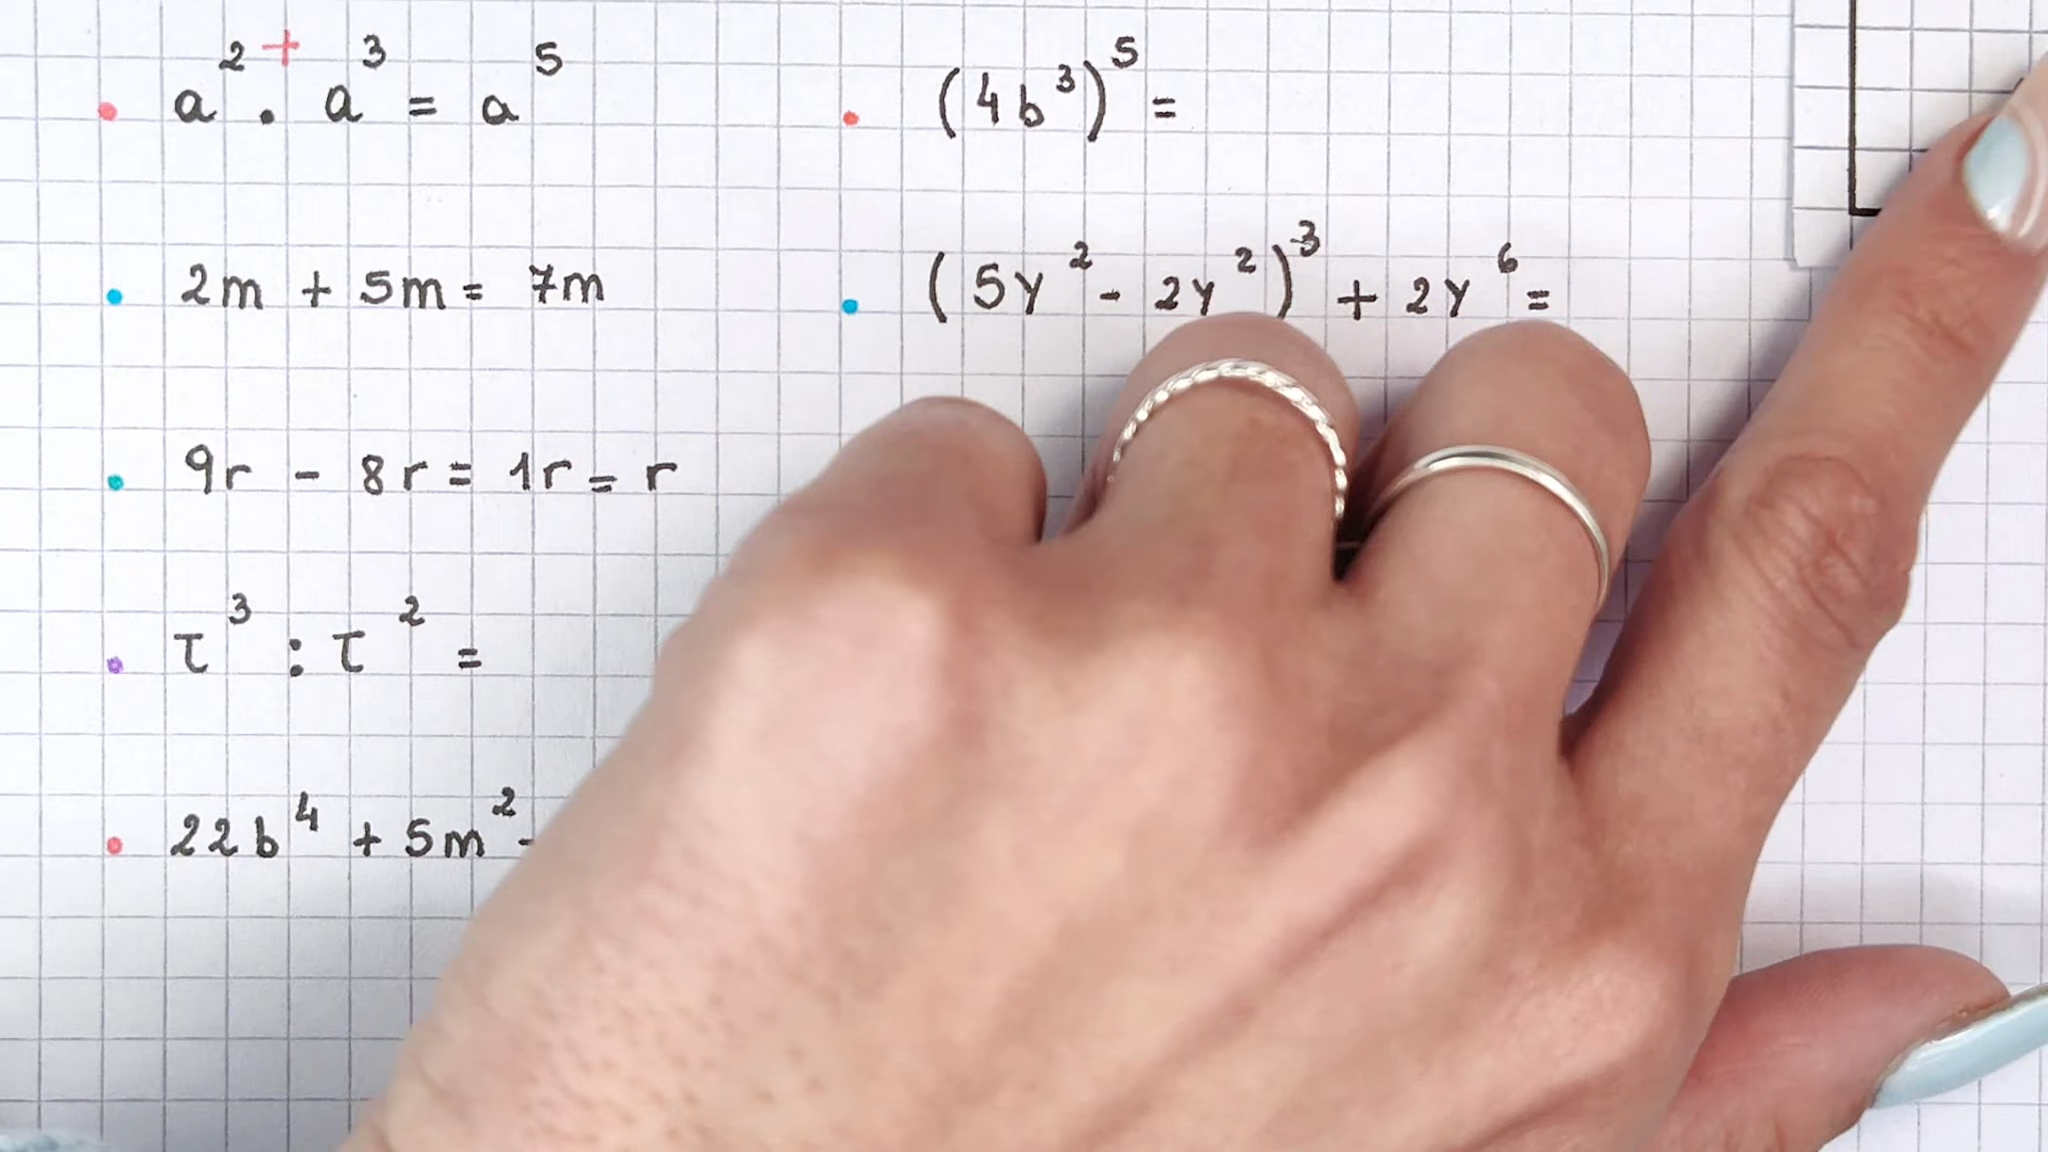 a² + a³ = a⁵
2m + 5m = 7m
9r - 8r = 1r = r
τ³ : τ² =
22b⁴ + 5m² -
(4b³)⁵ =
(5y² - 2y²)³ + 2y⁶ =